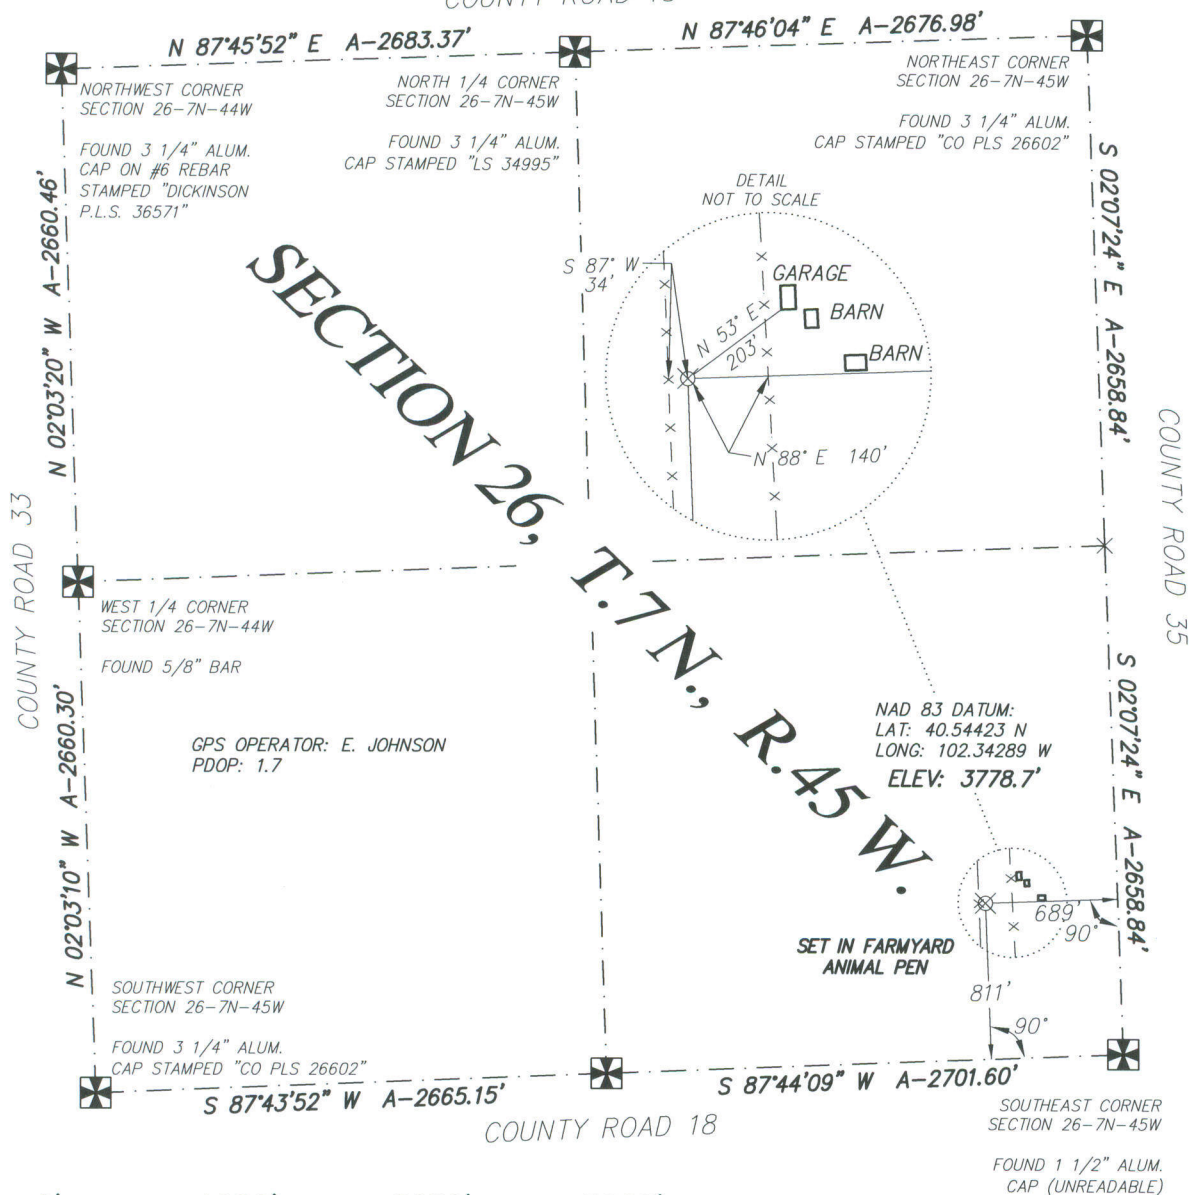 N 87°45'52" E A-2683.37'
N 87°46'04" E A-2676.98'
NORTHWEST CORNER
SECTION 26-7N-44W
FOUND 3 1/4" ALUM.
CAP ON #6 REBAR
STAMPED "DICKINSON
P.L.S. 36571"
NORTH 1/4 CORNER
SECTION 26-7N-45W
FOUND 3 1/4" ALUM.
CAP STAMPED "LS 34995"
NORTHEAST CORNER
SECTION 26-7N-45W
FOUND 3 1/4" ALUM.
CAP STAMPED "CO PLS 26602"
N 02°03'20" W A-2660.46'
S 02°07'24" E A-2658.84'
DETAIL
NOT TO SCALE
S 87° W
34'
GARAGE
BARN
BARN
N 53° E
203'
N 88° E 140'
SECTION 26, T.7 N., R.45 W.
COUNTY ROAD 33
COUNTY ROAD 35
WEST 1/4 CORNER
SECTION 26-7N-44W
FOUND 5/8" BAR
GPS OPERATOR: E. JOHNSON
PDOP: 1.7
N 02°03'10" W A-2660.30'
S 02°07'24" E A-2658.84'
NAD 83 DATUM:
LAT: 40.54423 N
LONG: 102.34289 W
ELEV: 3778.7'
689'
90°
SET IN FARMYARD
ANIMAL PEN
811'
90°
SOUTHWEST CORNER
SECTION 26-7N-45W
FOUND 3 1/4" ALUM.
CAP STAMPED "CO PLS 26602"
S 87°43'52" W A-2665.15'
S 87°44'09" W A-2701.60'
COUNTY ROAD 18
SOUTHEAST CORNER
SECTION 26-7N-45W
FOUND 1 1/2" ALUM.
CAP (UNREADABLE)